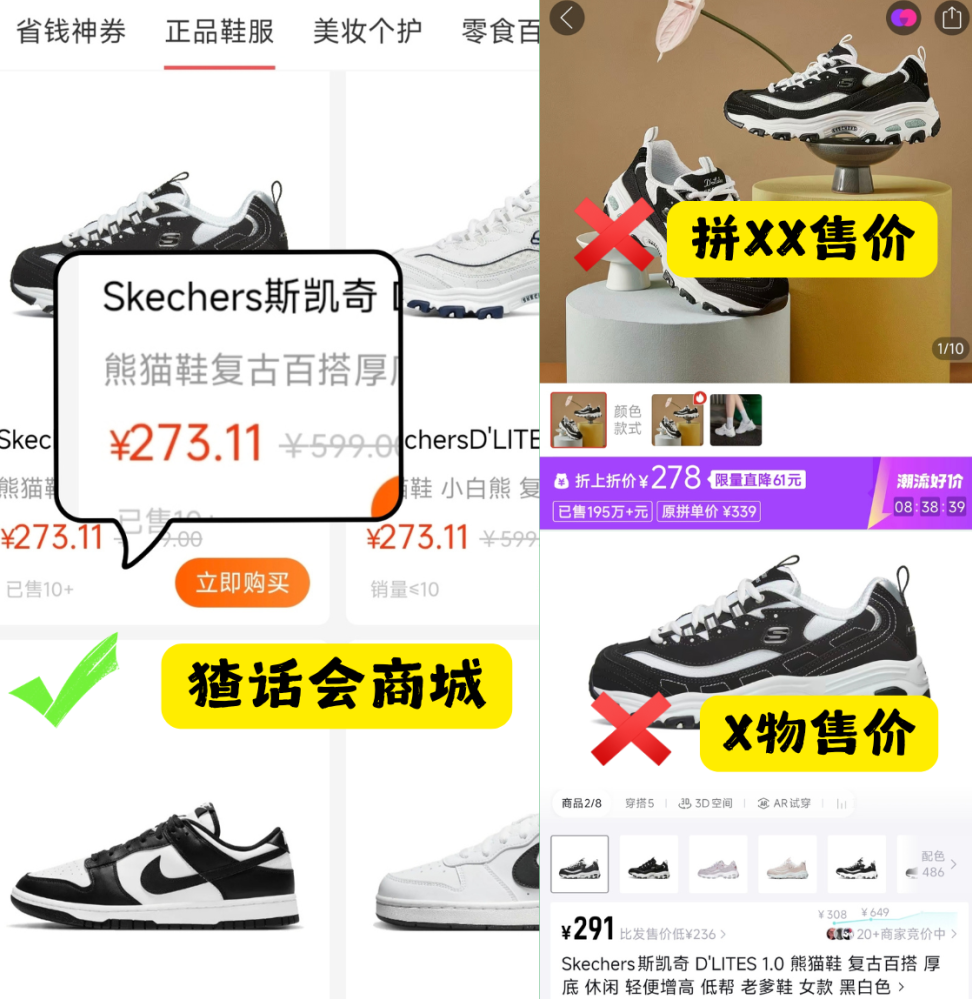 省钱神券 正品鞋服 美妆个护 零食百
Skechers斯凯奇
熊猫鞋复古百搭厚
¥273.11 ¥599.00
已售10+
Skec
熊猫鞋
¥273.11
9.00
已售10+
立即购买
chersD'LITE
鞋 小白熊 复
¥273.11 ¥599
销量≤10
猹话会商城
拼XX售价
1/10
颜色
款式
折上折价¥278 限量直降61元
已售195万+元 原拼单价 ¥339
潮流好价
08:38:39
X物售价
商品2/8 穿搭5 3D空间 AR试穿
配色
486
¥291 比发售价低¥236
¥308 ¥649
20+商家竞价中
Skechers斯凯奇 D'LITES 1.0 熊猫鞋 复古百搭 厚
底 休闲 轻便增高 低帮 老爹鞋 女款 黑白色